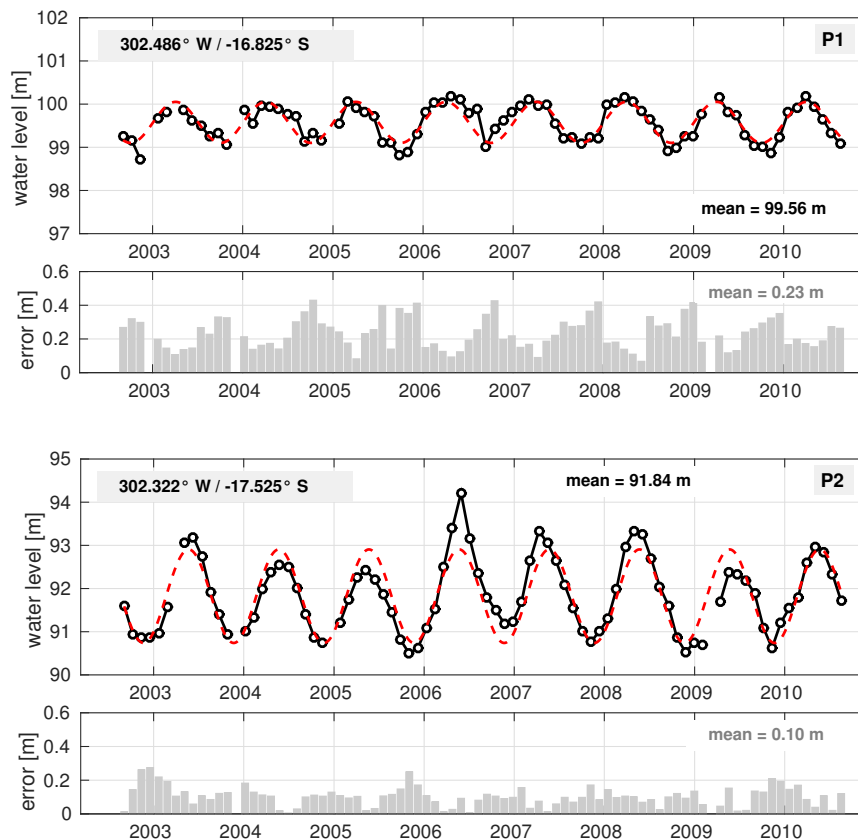 102
101
100
99
98
97
water level [m]
302.486° W / -16.825° S
P1
mean = 99.56 m
2003 2004 2005 2006 2007 2008 2009 2010
0.6
0.4
0.2
0
error [m]
mean = 0.23 m
2003 2004 2005 2006 2007 2008 2009 2010
95
94
93
92
91
90
water level [m]
302.322° W / -17.525° S
mean = 91.84 m
P2
2003 2004 2005 2006 2007 2008 2009 2010
0.6
0.4
0.2
0
error [m]
mean = 0.10 m
2003 2004 2005 2006 2007 2008 2009 2010